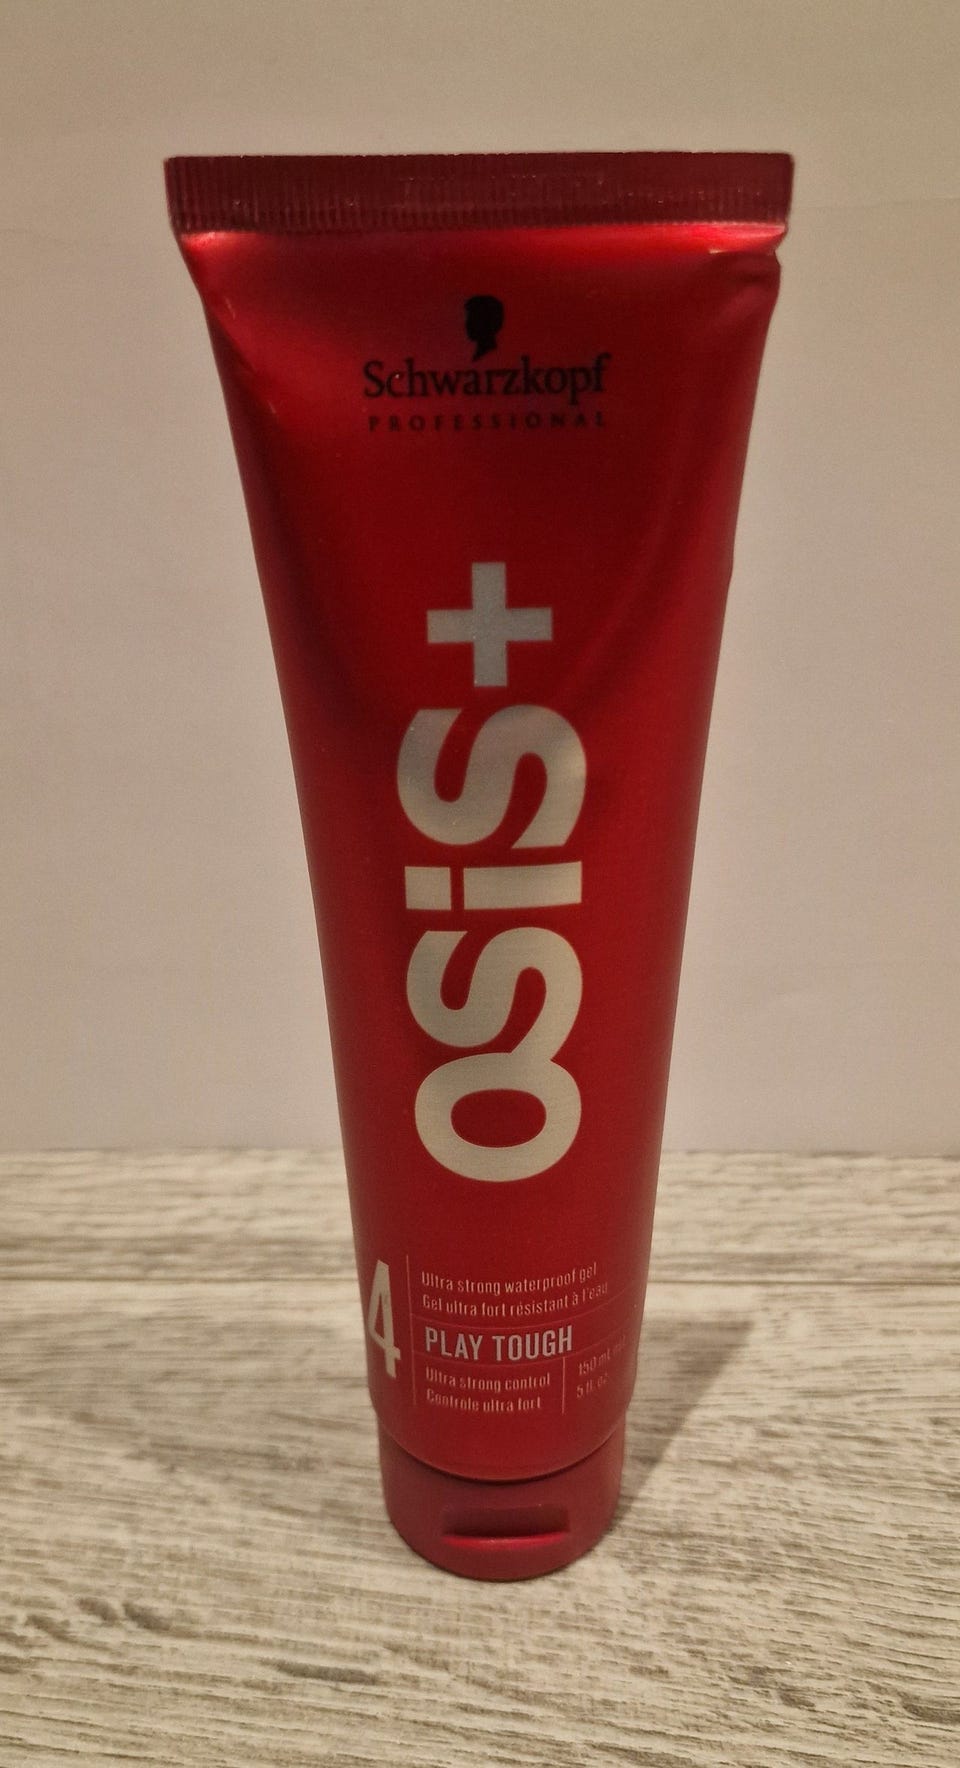 Schwarzkopf
PROFESSIONAL
OSiS+
4
Ultra strong waterproof gel
Gel ultra fort résistant à l'eau
PLAY TOUGH
Ultra strong control
Contrôle ultra fort
150 mL
5 fl. oz